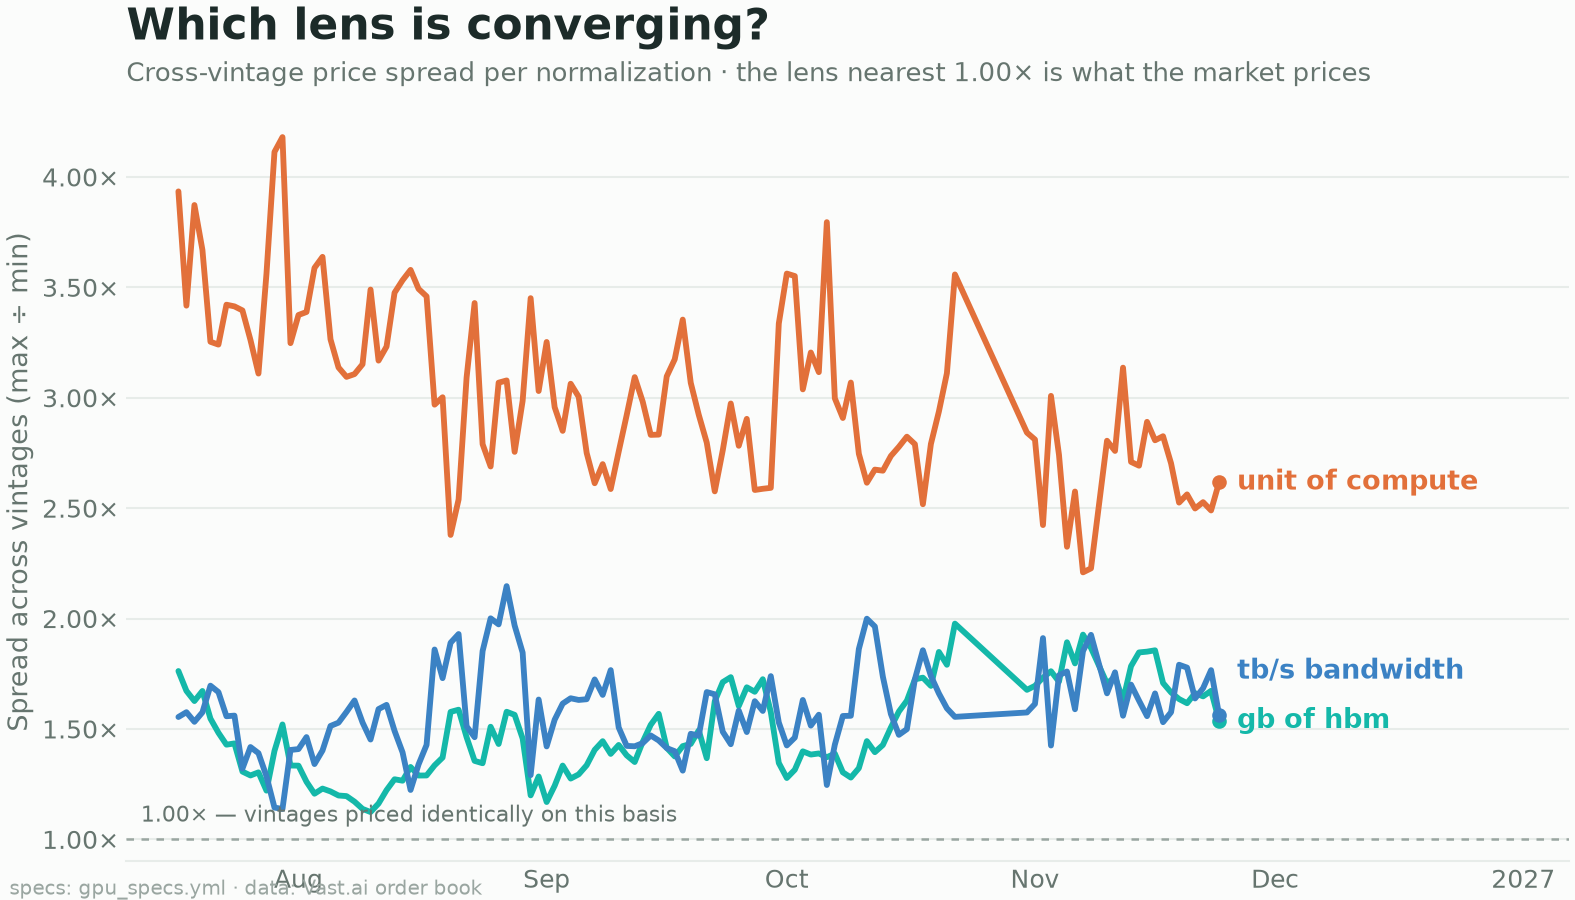 Which lens is converging?
Cross-vintage price spread per normalization · the lens nearest 1.00× is what the market prices
Spread across vintages (max ÷ min)
4.00×
3.50×
3.00×
2.50×
2.00×
1.50×
1.00×
unit of compute
tb/s bandwidth
gb of hbm
1.00× — vintages priced identically on this basis
Aug Sep Oct Nov Dec 2027
specs: gpu_specs.yml · data: vast.ai order book